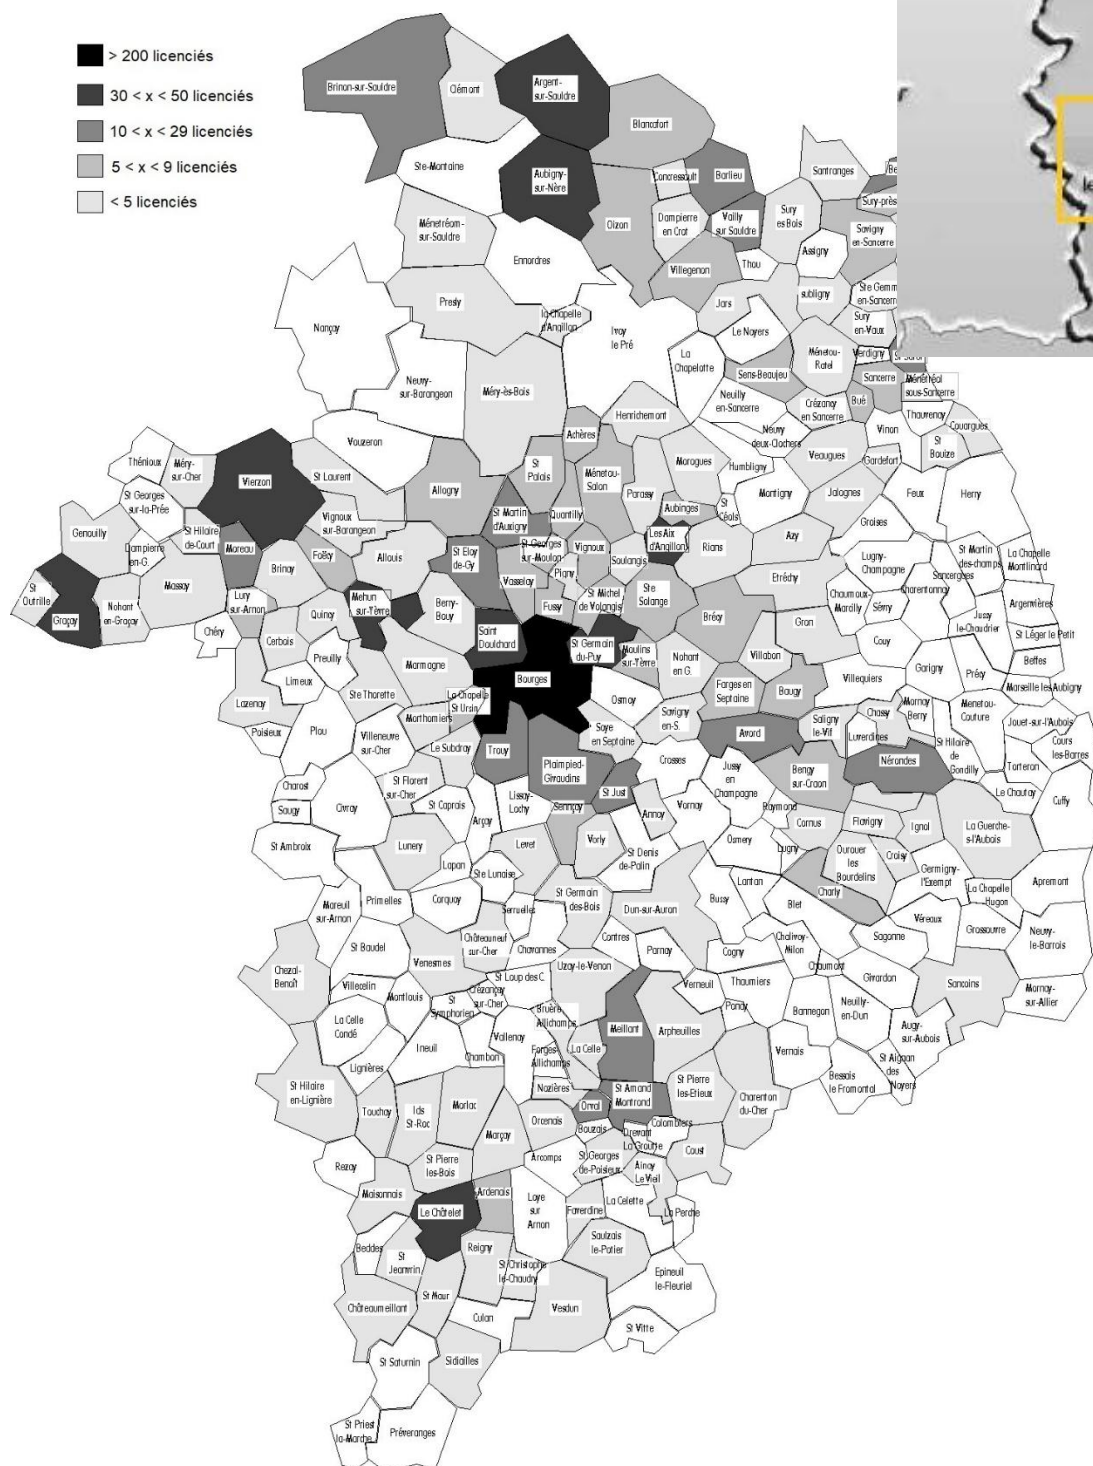 > 200 licenciés
30 < x < 50 licenciés
10 < x < 29 licenciés
5 < x < 9 licenciés
< 5 licenciés
Brinon-sur-Sauldre
Clémont
Argent-
sur-Sauldre
Blancafort
Ste-Montaine
Aubigny-
sur-Nère
Concressault
Barlieu
Santranges
Be
Sury-près
Ménétréom-
sur-Sauldre
Oizon
Dampierre
en Crot
Vailly
sur Sauldre
Sury
es Bois
Savigny
en-Sancerre
Assigny
Ennordres
Villegenon
Thou
Ste Gemm
en-Sancerre
Presly
la Chapelle
d'Angillon
Ivoy
le Pré
Jars
subligny
Sury
en-Vaux
Nançay
Le Noyers
La
Chapelotte
Ménetou-
Ratel
Verdigny
Neuvy-
sur-Barangeon
Méry-ès-Bois
Sens-Beaujeu
Sancerre
Ménétréol
sous-Sancerre
Neuilly
en-Sancerre
Crézancy
en Sancerre
Bué
Thauvenay
Couargues
Henrichemont
Vouzeron
Achères
Neuvy
deux-Clochers
Vinon
St
Bouize
Thénioux
Méry-
sur-Cher
Vierzon
St Laurent
Allogny
St
Palais
Ménetou-
Salon
Parassy
Morogues
Humbligny
Veaugues
Gardefort
St Georges
sur-la-Prée
Montigny
Jalognes
Feux
Herry
Genouilly
St Hilaire
de-Court
Vignoux
sur-Barangeon
St Martin
d'Auxigny
Quantilly
Aubinges
St
Céols
Groises
Dampierre
en-G.
Moreau
Foëcy
Allouis
St Eloy
de-Gy
St Georges
sur-Moulon
Vignoux
Soulangis
Les Aix
d'Angillon
Rians
Azy
Lugny-
Champagne
St Martin
des-champs
La Chapelle
Montlinard
St
Outrille
Graçay
Nohant
en-Graçay
Massay
Brinay
Vasselay
Pigny
Ste
Solange
Etréchy
Sancergues
Charentonnay
Lury
sur-Arnon
Quincy
Mehun
sur-Yèvre
Berry-
Bouy
Fussy
St Michel
de Volangis
Brécy
Chaumoux-
Marcilly
Sévry
Jussy
le-Chaudrier
Argenvières
Chéry
Cerbois
Preuilly
Saint
Doulchard
St Germain
du-Puy
Moulins
sur-Yèvre
Gron
Couy
St Léger le Petit
Limeux
Marmagne
Bourges
Nohant
en G.
Villabon
Garigny
Beffes
Lazenay
Ste Thorette
La Chapelle
St Ursin
Osmoy
Farges en
Septaine
Baugy
Villequiers
Précy
Marseille les Aubigny
Poisieux
Plou
Morthomiers
Savigny
en-S.
Chassy
Mornay
Berry
Menetou-
Couture
Jouet-sur-l'Aubois
Villeneuve
sur-Cher
Le Subdray
Trouy
Soye
en Septaine
Avord
Saligny
le-Vif
Luverdines
St Hilaire
de
Gondilly
Cours
les-Barres
Torteron
Plaimpied-
Givaudins
Crosses
Jussy
en
Champagne
Bengy
sur-Craon
Nérondes
Charost
St Florent
sur-Cher
Lissay-
Lochy
St Just
Le Chautay
Cuffy
Saugy
Civray
St Caprais
Arçay
Sennçay
Annoy
Vornay
Raymond
Cornus
Flavigny
Ignol
La Guerche-
s-l'Aubois
St Ambroix
Lunery
Levet
Vorly
St Denis
de-Palin
Osmery
Lugny
Ourouer
les
Bourdelins
Croisy
Germigny-
l'Exempt
Lapan
Ste Lunaise
La Chapelle
-Hugon
Apremont
Mareuil
sur-Arnon
Primelles
Corquoy
Serruelles
St Germain
des-Bois
Dun-sur-Auron
Bussy
Lantan
Blet
Charly
Véreaux
Grossouvre
Neuvy-
le-Barrois
St Baudel
Châteauneuf
sur-Cher
Chavannes
Contres
Parnay
Cogny
Chalivoy-
Milon
Sagonne
Chezal-
Benoît
Villecelin
Venesmes
St Loup des C.
Uzay-le-Venon
Verneuil
Thaumiers
Chaumont
Givardon
Sancoins
Mornay-
sur-Allier
Montlouis
St
Symphorien
Crézançay
sur-Cher
Bruère
Allichamps
Meillant
Arpheuilles
Pondy
Bannegon
Neuilly-
en-Dun
Augy-
sur-Aubois
La Celle
Condé
Ineuil
Chambon
Vallenay
Farges-
Allichamps
La Celle
Vernais
Bessais
le Fromontal
St Aignan
des
Noyers
Lignières
St Hilaire
en-Lignière
Touchay
Ids
St-Roc
Morlac
Nozières
St Amand
Montrond
St Pierre
les-Etieux
Charenton
du-Cher
Marçay
Orval
Orcenais
Bouzais
Drevant
Colombiers
La Groutte
Coust
Rezay
St Pierre
les-Bois
Arcomps
St Georges
de-Poisieux
Ainay
Le Vieil
Maisonnais
Le Châtelet
Ardenais
Loye
sur
Arnon
Faverdine
La Celette
La Perche
Beddes
St
Jeanvrin
Reigny
St Christophe
le-Chaudry
Saulzais
le-Potier
Epineuil
le-Fleuriel
Châteaumeillant
St Maur
Culan
Vesdun
St Vitte
St Saturnin
Sidiailles
St Priest
la-Marche
Préveranges
le